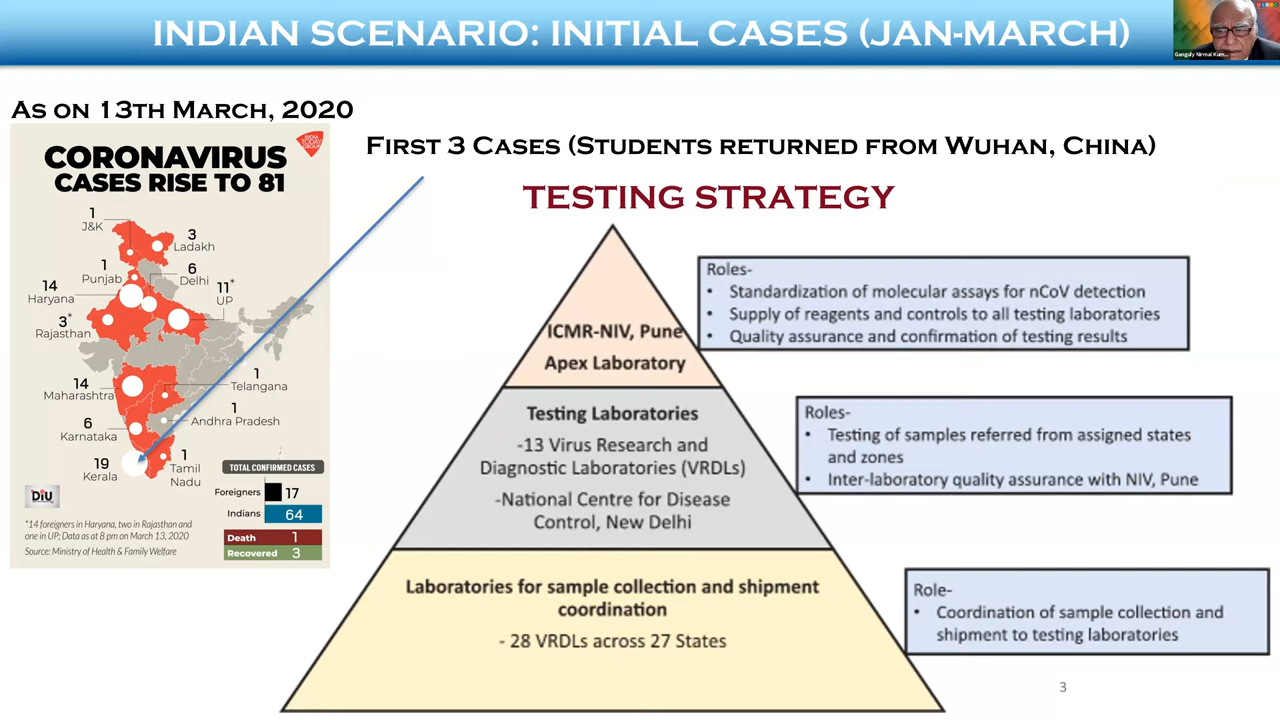 INDIAN SCENARIO: INITIAL CASES (JAN-MARCH)
Ganguly Nirmal Kum...
AS ON 13TH MARCH, 2020
FIRST 3 CASES (STUDENTS RETURNED FROM WUHAN, CHINA)
INDIA
TODAY
GROUP
CORONAVIRUS
CASES RISE TO 81
1
J&K
3
Ladakh
1
Punjab
6
Delhi
14
Haryana
11*
UP
3*
Rajasthan
14
Maharashtra
1
Telangana
1
Andhra Pradesh
6
Karnataka
19
Kerala
1
Tamil
Nadu
TOTAL CONFIRMED CASES
Foreigners 17
Indians 64
Death 1
Recovered 3
DIU
*14 foreigners in Haryana, two in Rajasthan and
one in UP; Data as at 8 pm on March 13, 2020
Source: Ministry of Health & Family Welfare
TESTING STRATEGY
ICMR-NIV, Pune
Apex Laboratory
Roles-
• Standardization of molecular assays for nCoV detection
• Supply of reagents and controls to all testing laboratories
• Quality assurance and confirmation of testing results
Testing Laboratories
-13 Virus Research and
Diagnostic Laboratories (VRDLs)
-National Centre for Disease
Control, New Delhi
Roles-
• Testing of samples referred from assigned states
and zones
• Inter-laboratory quality assurance with NIV, Pune
Laboratories for sample collection and shipment
coordination
- 28 VRDLs across 27 States
Role-
• Coordination of sample collection and
shipment to testing laboratories
3